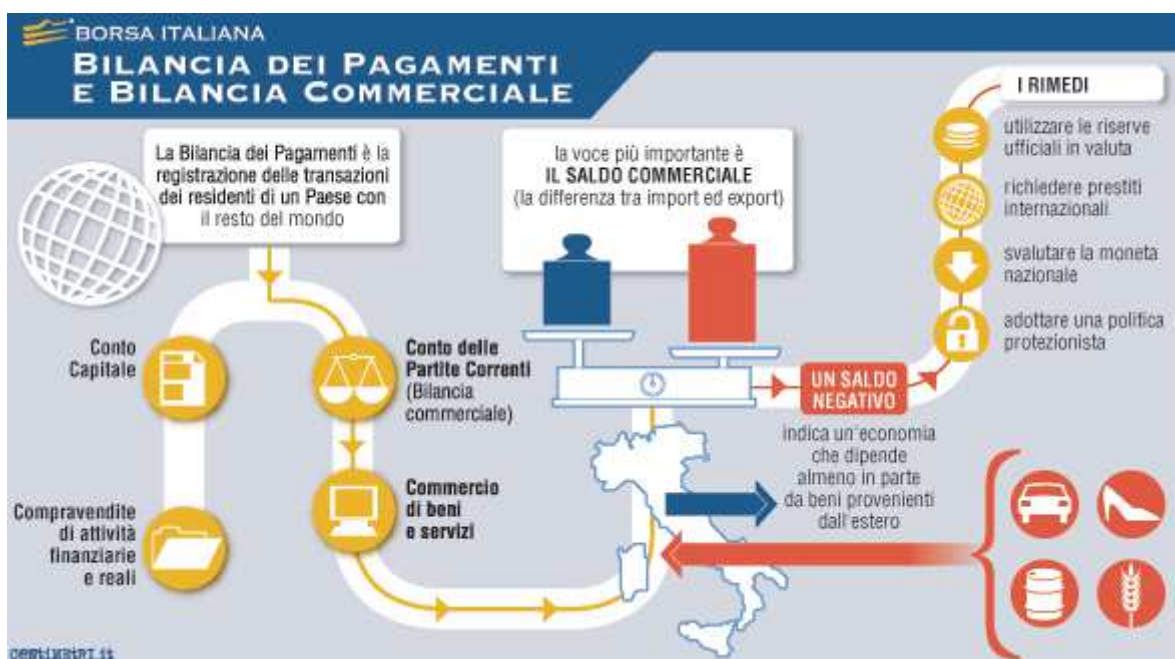 BORSA ITALIANA
BILANCIA DEI PAGAMENTI
E BILANCIA COMMERCIALE
La Bilancia dei Pagamenti è la
registrazione delle transazioni
dei residenti di un Paese con
il resto del mondo
la voce più importante è
IL SALDO COMMERCIALE
(la differenza tra import ed export)
I RIMEDI
utilizzare le riserve
ufficiali in valuta
richiedere prestiti
internazionali
svalutare la moneta
nazionale
adottare una politica
protezionista
Conto
Capitale
Conto delle
Partite Correnti
(Bilancia
commerciale)
UN SALDO
NEGATIVO
indica un'economia
che dipende
almeno in parte
da beni provenienti
dall'estero
Compravendite
di attività
finanziarie
e reali
Commercio
di beni
e servizi
centimetri.it